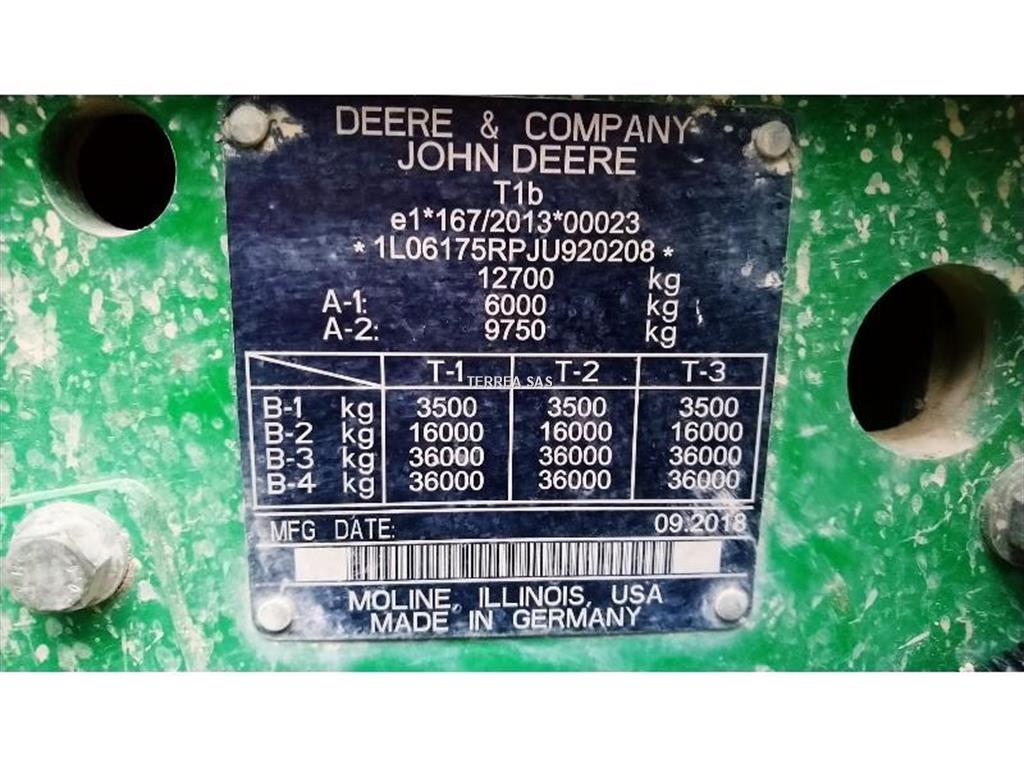 DEERE & COMPANY
JOHN DEERE
T1b
e1*167/2013*00023
*1L06175RPJU920208*
12700 kg
A-1: 6000 kg
A-2: 9750 kg
T-1 T-2 T-3
TERREA SAS
B-1 kg 3500 3500 3500
B-2 kg 16000 16000 16000
B-3 kg 36000 36000 36000
B-4 kg 36000 36000 36000
MFG DATE: 09.2018
MOLINE, ILLINOIS, USA
MADE IN GERMANY